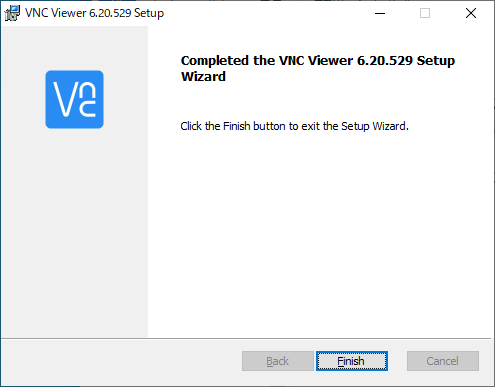 VNC Viewer 6.20.529 Setup
Completed the VNC Viewer 6.20.529 Setup
Wizard
Vnc
Click the Finish button to exit the Setup Wizard.
Back
Finish
Cancel